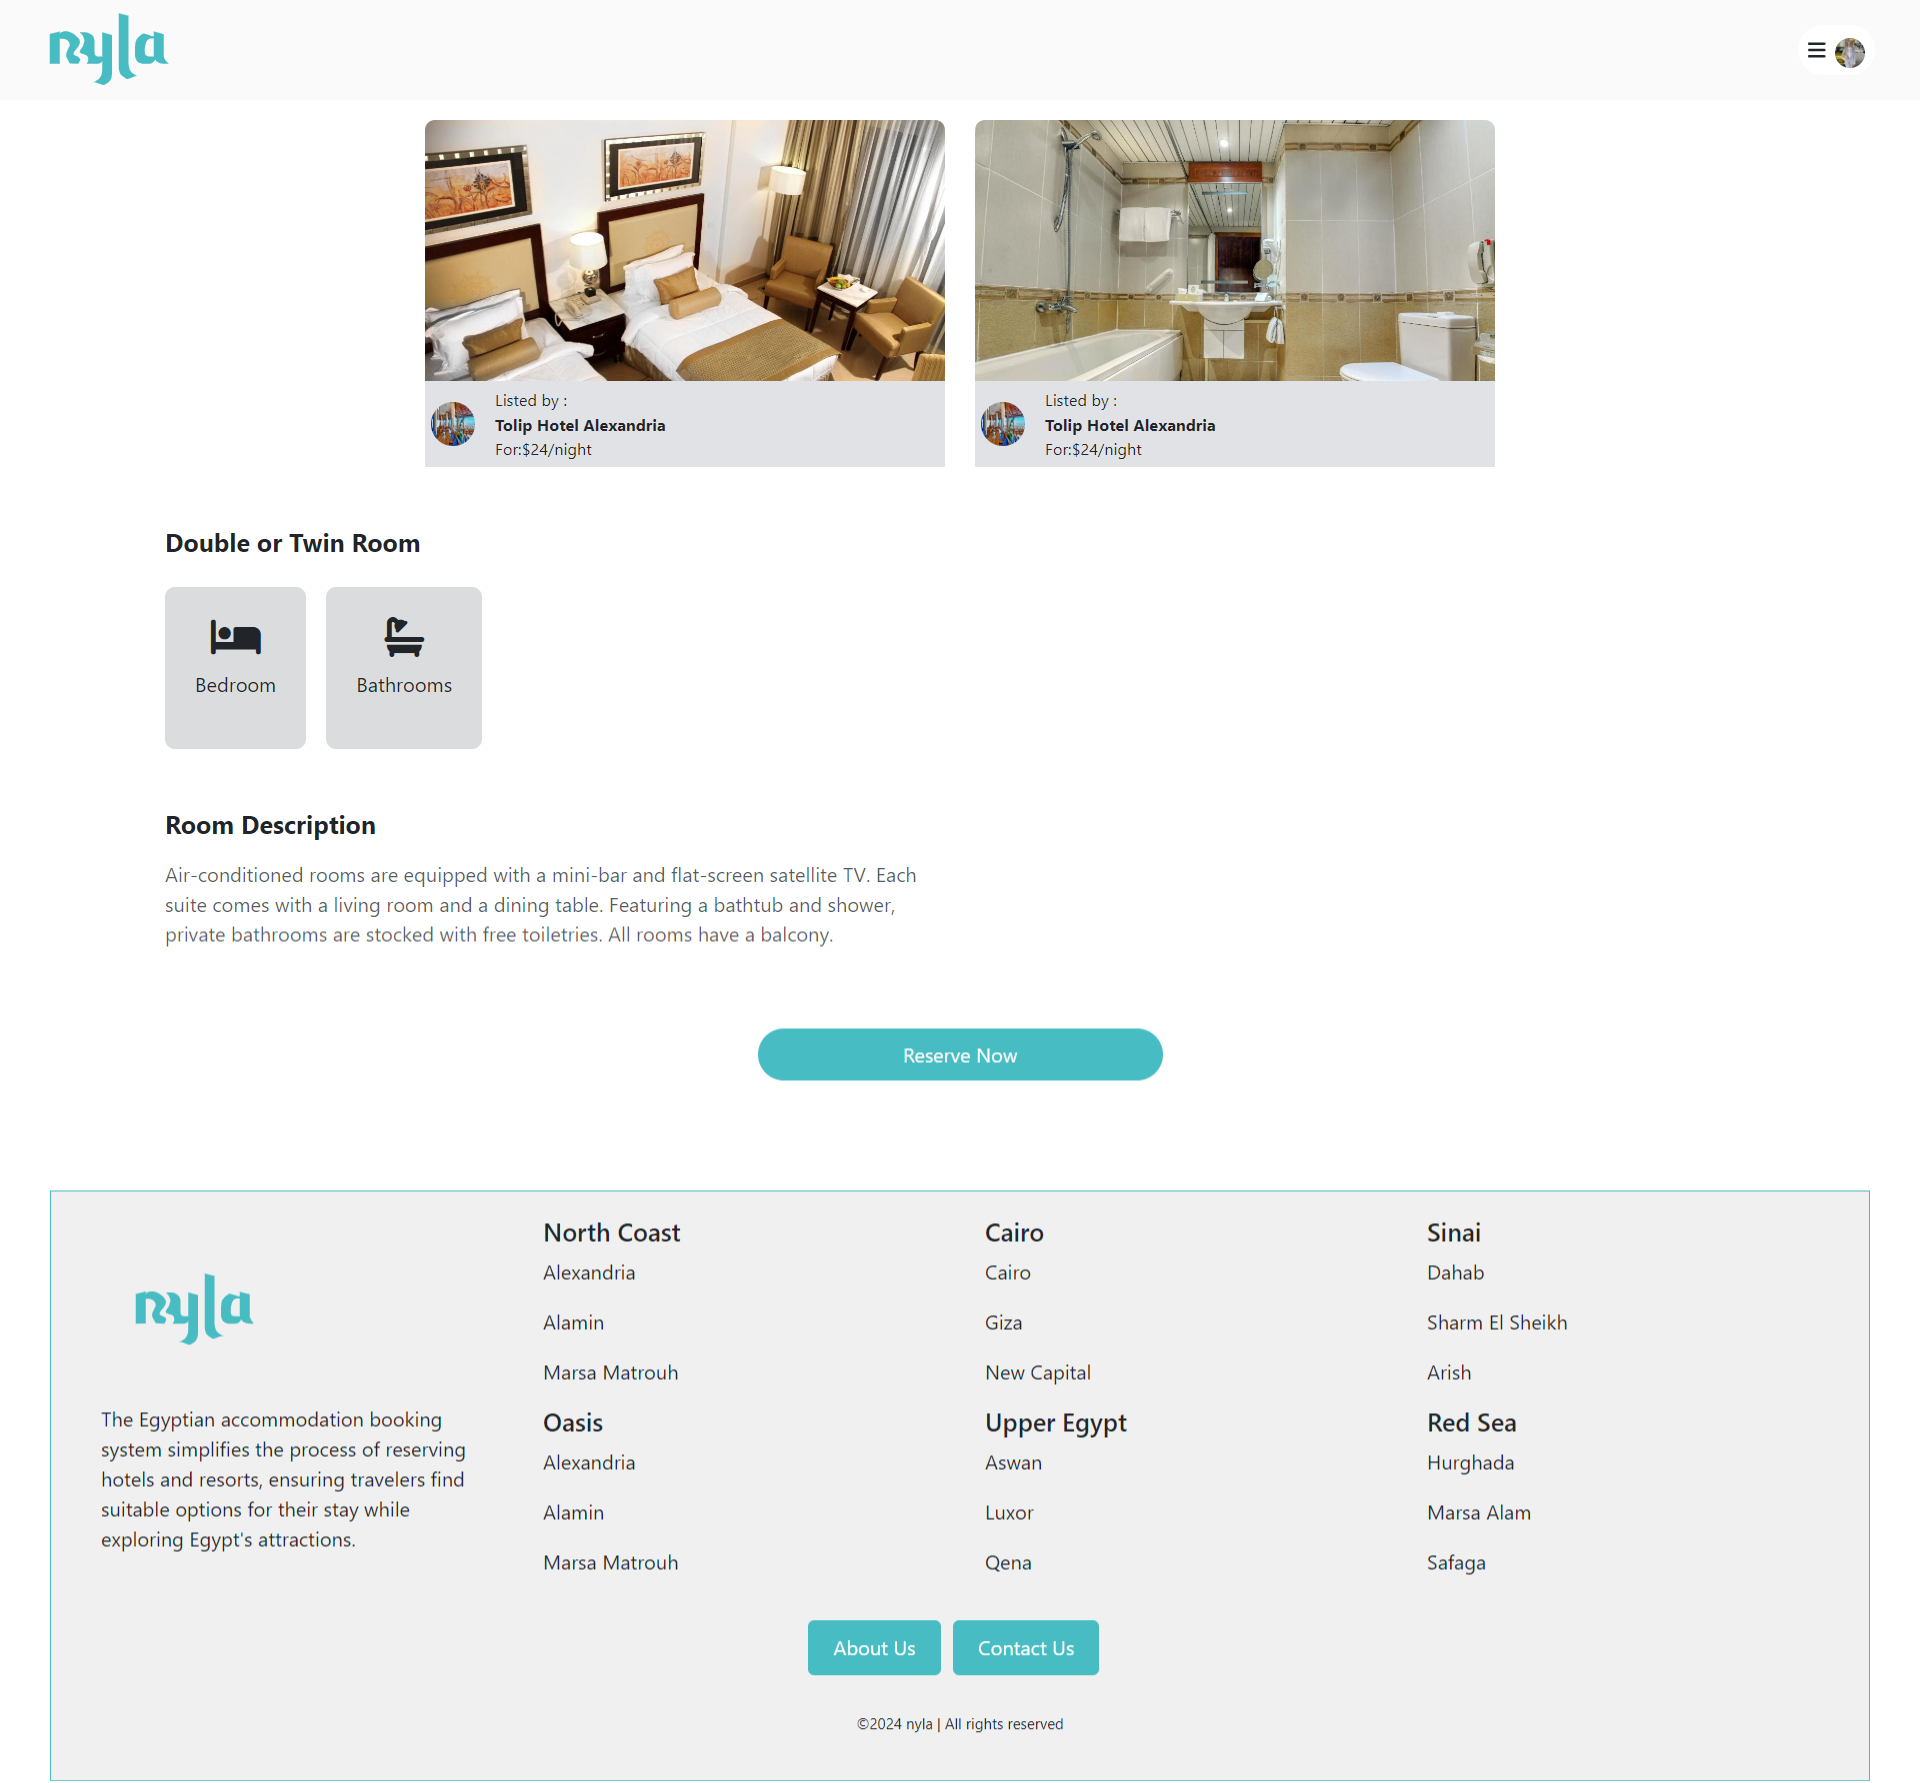 nyla
Listed by :
Tolip Hotel Alexandria
For:$24/night
Listed by :
Tolip Hotel Alexandria
For:$24/night
Double or Twin Room
Bedroom
Bathrooms
Room Description
Air-conditioned rooms are equipped with a mini-bar and flat-screen satellite TV. Each
suite comes with a living room and a dining table. Featuring a bathtub and shower,
private bathrooms are stocked with free toiletries. All rooms have a balcony.
Reserve Now
nyla
The Egyptian accommodation booking
system simplifies the process of reserving
hotels and resorts, ensuring travelers find
suitable options for their stay while
exploring Egypt's attractions.
North Coast
Alexandria
Alamin
Marsa Matrouh
Cairo
Cairo
Giza
New Capital
Sinai
Dahab
Sharm El Sheikh
Arish
Oasis
Alexandria
Alamin
Marsa Matrouh
Upper Egypt
Aswan
Luxor
Qena
Red Sea
Hurghada
Marsa Alam
Safaga
About Us
Contact Us
©2024 nyla | All rights reserved